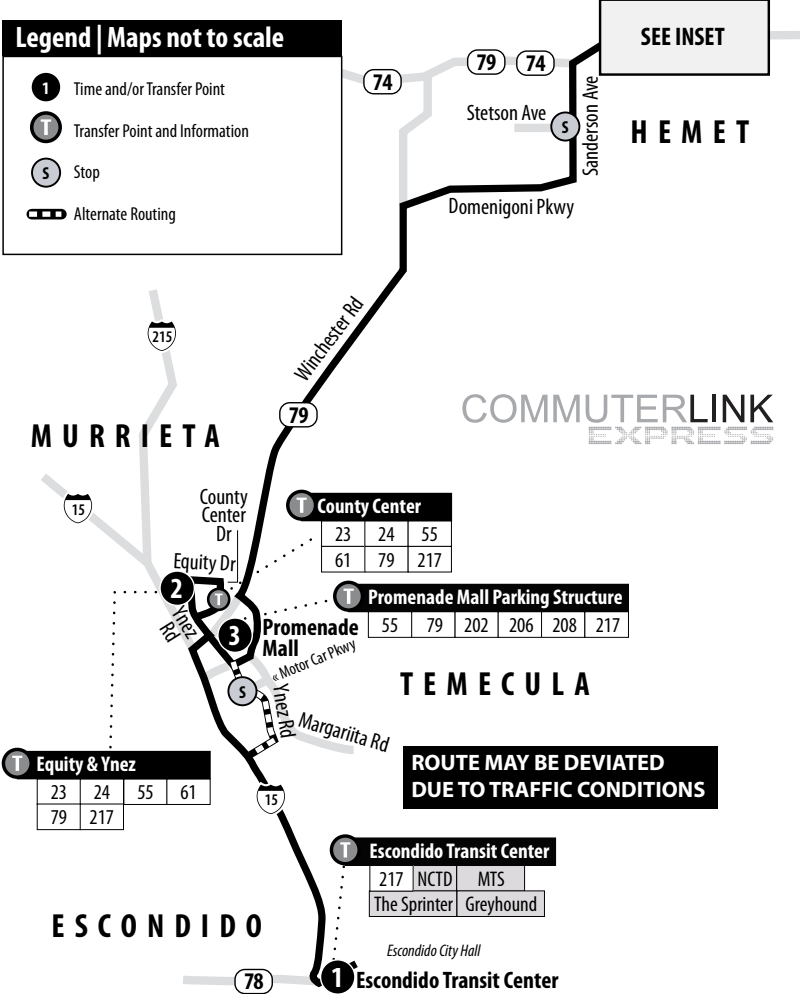 Legend | Maps not to scale
1 Time and/or Transfer Point
T Transfer Point and Information
S Stop
Alternate Routing
SEE INSET
74
79
74
Stetson Ave
S
Sanderson Ave
HEMET
Domenigoni Pkwy
Winchester Rd
215
79
COMMUTERLINK
EXPRESS
MURRIETA
15
County
Center
Dr
T County Center
23 24 55
61 79 217
Equity Dr
2
T
Ynez
Rd
T Promenade Mall Parking Structure
55 79 202 206 208 217
3
Promenade
Mall
« Motor Car Pkwy
TEMECULA
S
Ynez Rd
Margariita Rd
T Equity & Ynez
23 24 55 61
79 217
ROUTE MAY BE DEVIATED
DUE TO TRAFFIC CONDITIONS
15
T Escondido Transit Center
217 NCTD MTS
The Sprinter Greyhound
ESCONDIDO
Escondido City Hall
78
1 Escondido Transit Center